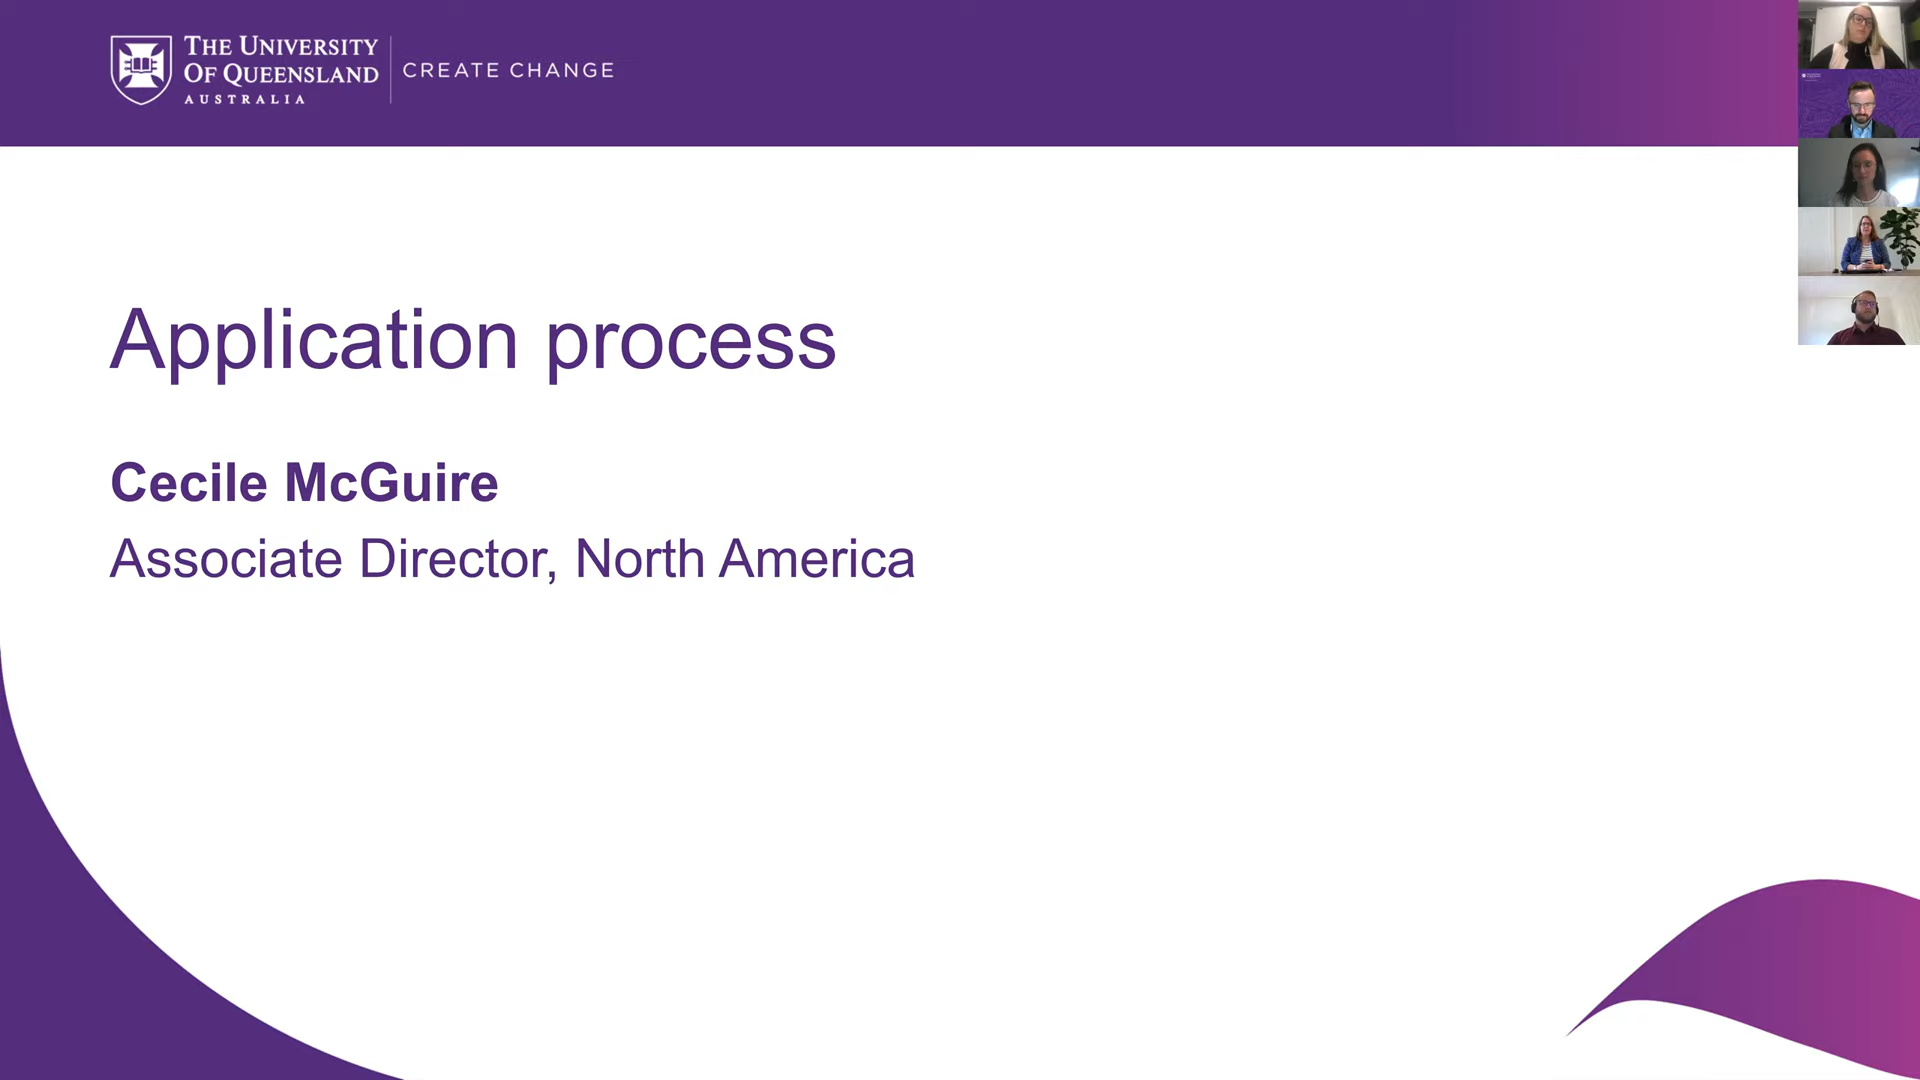 THE UNIVERSITY
OF QUEENSLAND
AUSTRALIA
CREATE CHANGE
Application process
Cecile McGuire
Associate Director, North America